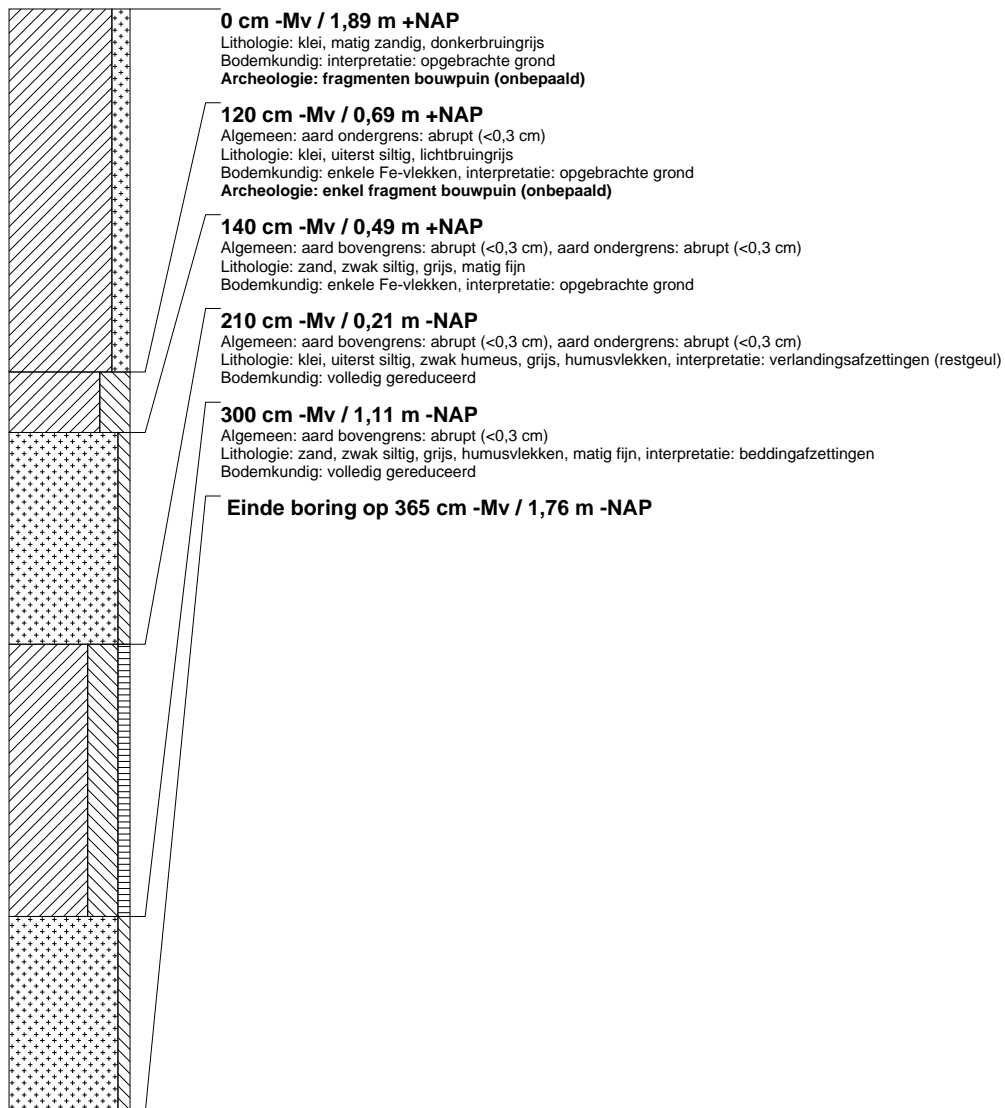 0 cm -Mv / 1,89 m +NAP
Lithologie: klei, matig zandig, donkerbruingrijs
Bodemkundig: interpretatie: opgebrachte grond
Archeologie: fragmenten bouwpuin (onbepaald)
120 cm -Mv / 0,69 m +NAP
Algemeen: aard ondergrens: abrupt (<0,3 cm)
Lithologie: klei, uiterst siltig, lichtbruingrijs
Bodemkundig: enkele Fe-vlekken, interpretatie: opgebrachte grond
Archeologie: enkel fragment bouwpuin (onbepaald)
140 cm -Mv / 0,49 m +NAP
Algemeen: aard bovengrens: abrupt (<0,3 cm), aard ondergrens: abrupt (<0,3 cm)
Lithologie: zand, zwak siltig, grijs, matig fijn
Bodemkundig: enkele Fe-vlekken, interpretatie: opgebrachte grond
210 cm -Mv / 0,21 m -NAP
Algemeen: aard bovengrens: abrupt (<0,3 cm), aard ondergrens: abrupt (<0,3 cm)
Lithologie: klei, uiterst siltig, zwak humeus, grijs, humusvlekken, interpretatie: verlandingsafzettingen (restgeul)
Bodemkundig: volledig gereduceerd
300 cm -Mv / 1,11 m -NAP
Algemeen: aard bovengrens: abrupt (<0,3 cm)
Lithologie: zand, zwak siltig, grijs, humusvlekken, matig fijn, interpretatie: beddingafzettingen
Bodemkundig: volledig gereduceerd
Einde boring op 365 cm -Mv / 1,76 m -NAP